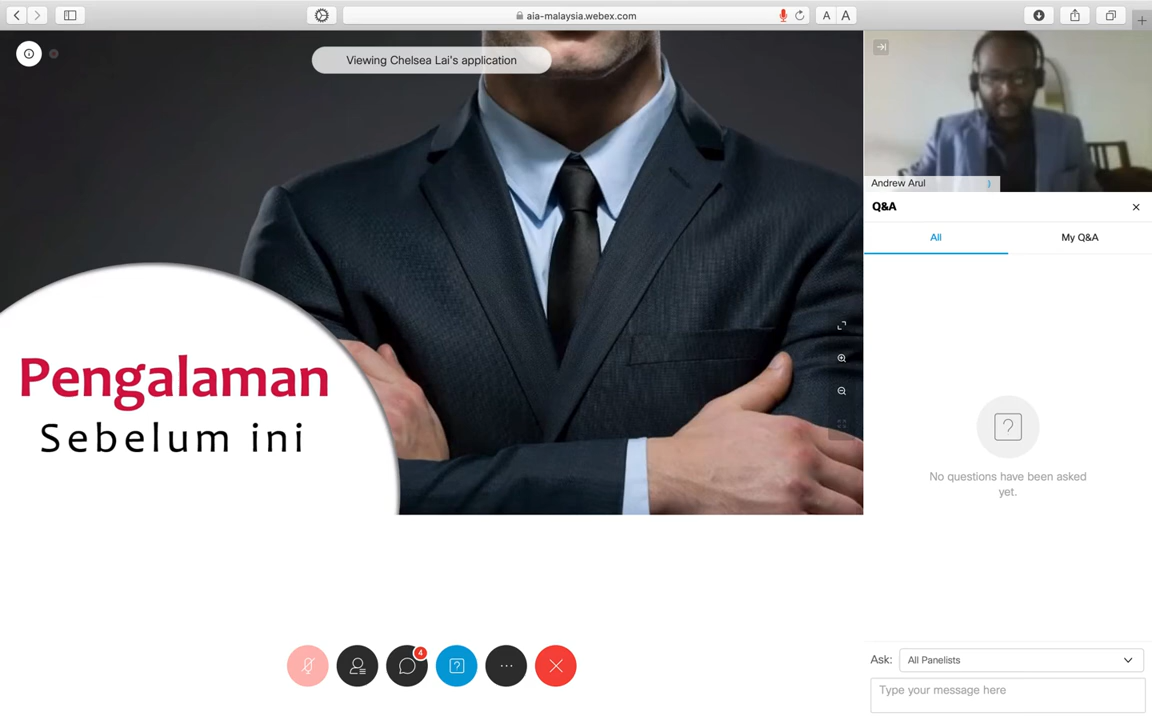 aia-malaysia.webex.com
A A
Viewing Chelsea Lai's application
Pengalaman
Sebelum ini
Andrew Arul
Q&A
All
My Q&A
?
No questions have been asked
yet.
4
?
Ask:
All Panelists
Type your message here